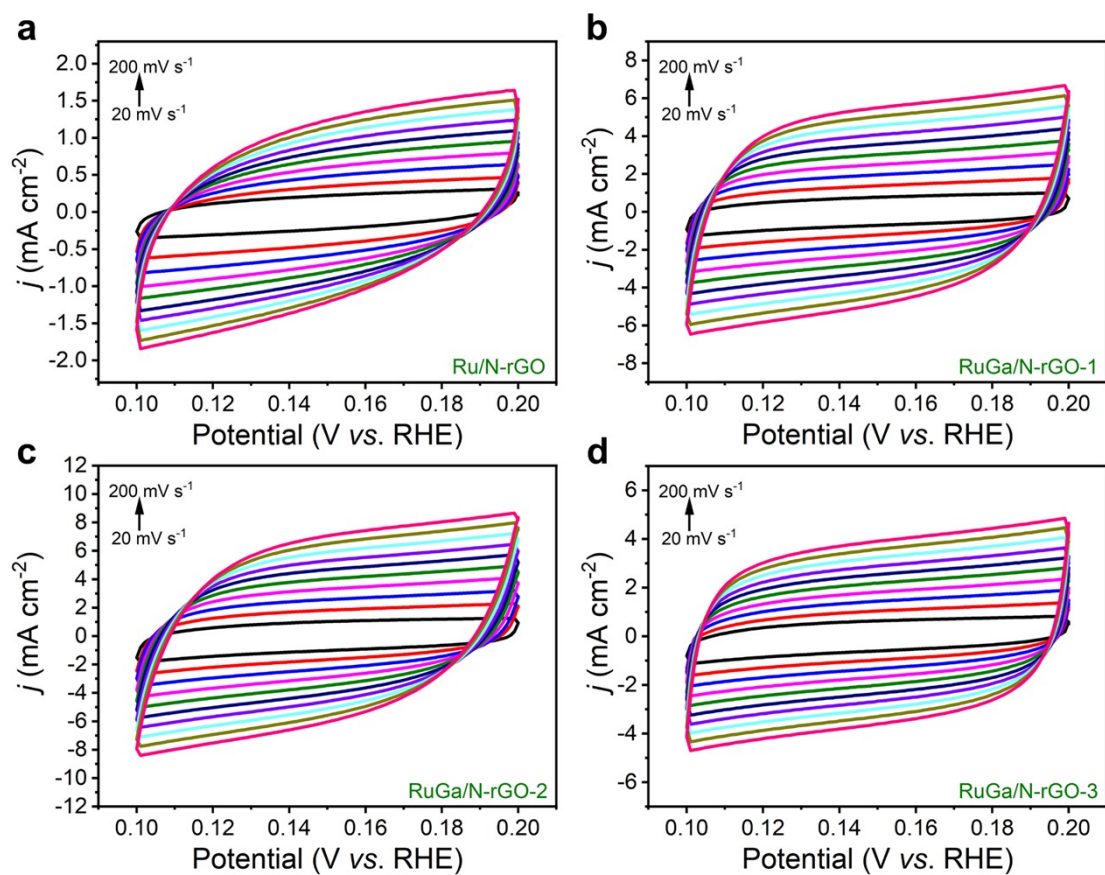 a
2.0
1.5
1.0
0.5
0.0
-0.5
-1.0
-1.5
-2.0
j (mA cm-2)
200 mV s-1
20 mV s-1
Ru/N-rGO
0.10 0.12 0.14 0.16 0.18 0.20
Potential (V vs. RHE)
b
8
6
4
2
0
-2
-4
-6
-8
j (mA cm-2)
200 mV s-1
20 mV s-1
RuGa/N-rGO-1
0.10 0.12 0.14 0.16 0.18 0.20
Potential (V vs. RHE)
c
12
10
8
6
4
2
0
-2
-4
-6
-8
-10
-12
j (mA cm-2)
200 mV s-1
20 mV s-1
RuGa/N-rGO-2
0.10 0.12 0.14 0.16 0.18 0.20
Potential (V vs. RHE)
d
6
4
2
0
-2
-4
-6
j (mA cm-2)
200 mV s-1
20 mV s-1
RuGa/N-rGO-3
0.10 0.12 0.14 0.16 0.18 0.20
Potential (V vs. RHE)